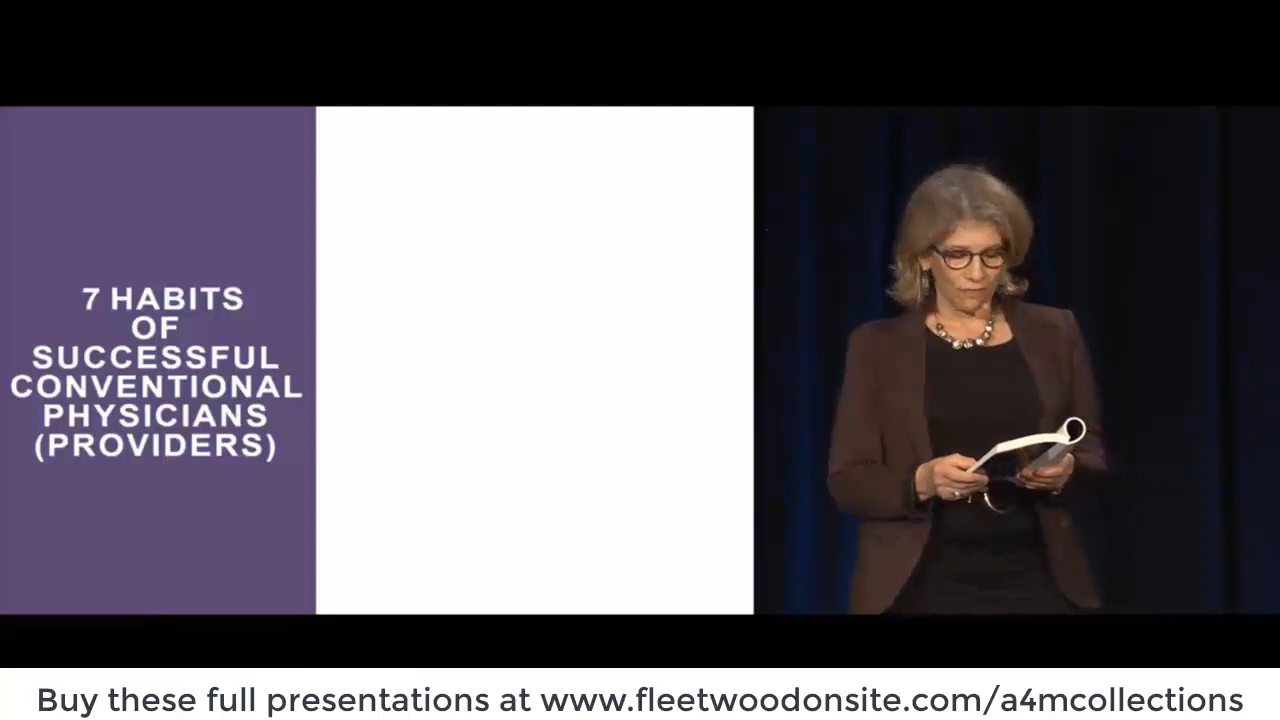 7 HABITS
OF
SUCCESSFUL
CONVENTIONAL
PHYSICIANS
(PROVIDERS)
Buy these full presentations at www.fleetwoodonsite.com/a4mcollections